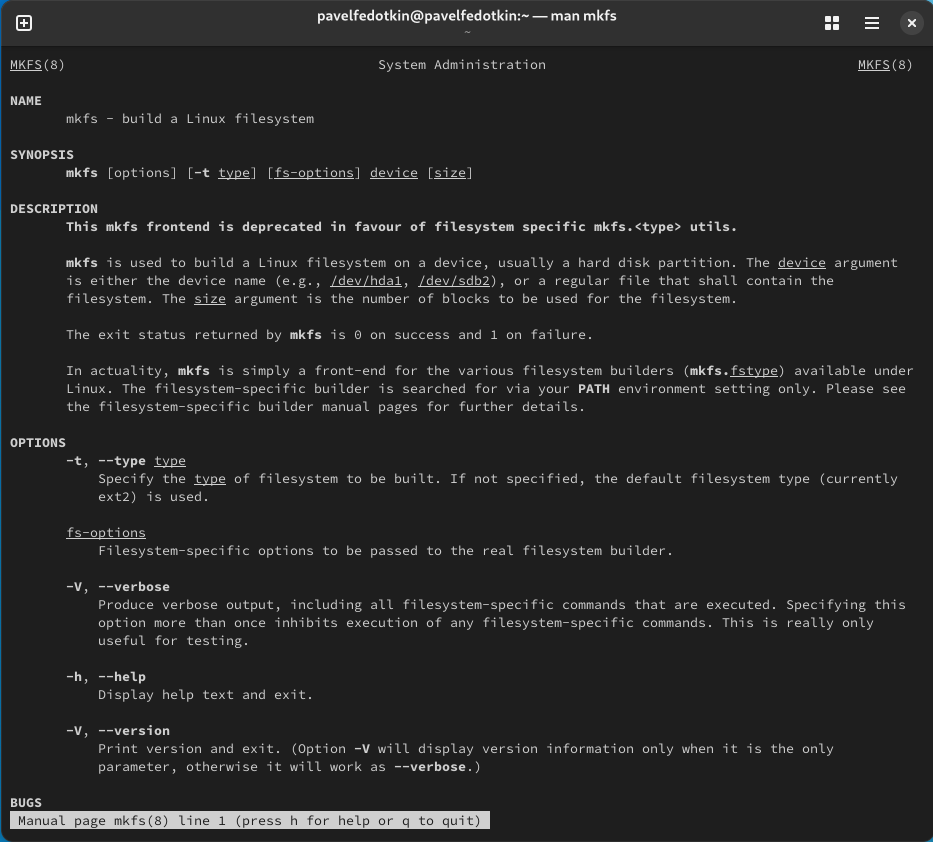 pavelfedotkin@pavelfedotkin:~ — man mkfs
~
MKFS(8) System Administration MKFS(8)
NAME
mkfs - build a Linux filesystem
SYNOPSIS
mkfs [options] [-t type] [fs-options] device [size]
DESCRIPTION
This mkfs frontend is deprecated in favour of filesystem specific mkfs.<type> utils.
mkfs is used to build a Linux filesystem on a device, usually a hard disk partition. The device argument
is either the device name (e.g., /dev/hda1, /dev/sdb2), or a regular file that shall contain the
filesystem. The size argument is the number of blocks to be used for the filesystem.
The exit status returned by mkfs is 0 on success and 1 on failure.
In actuality, mkfs is simply a front-end for the various filesystem builders (mkfs.fstype) available under
Linux. The filesystem-specific builder is searched for via your PATH environment setting only. Please see
the filesystem-specific builder manual pages for further details.
OPTIONS
-t, --type type
Specify the type of filesystem to be built. If not specified, the default filesystem type (currently
ext2) is used.
fs-options
Filesystem-specific options to be passed to the real filesystem builder.
-V, --verbose
Produce verbose output, including all filesystem-specific commands that are executed. Specifying this
option more than once inhibits execution of any filesystem-specific commands. This is really only
useful for testing.
-h, --help
Display help text and exit.
-V, --version
Print version and exit. (Option -V will display version information only when it is the only
parameter, otherwise it will work as --verbose.)
BUGS
Manual page mkfs(8) line 1 (press h for help or q to quit)